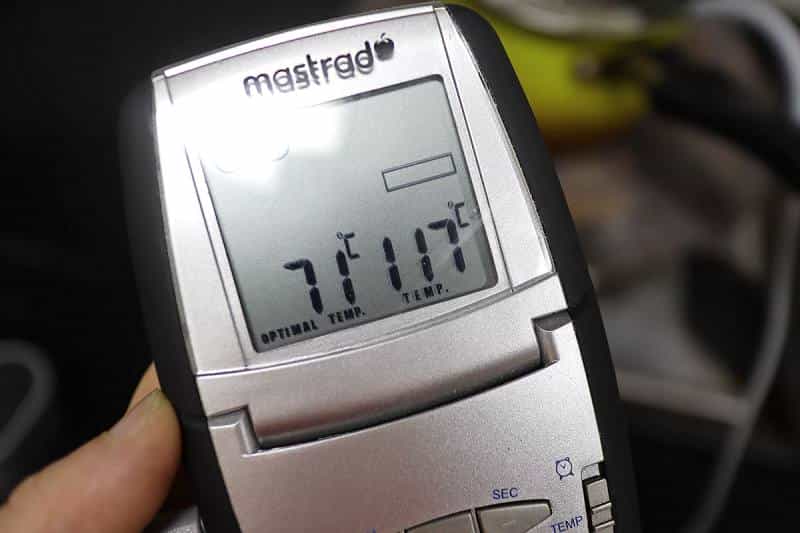 mastrad
71°C 117°C
OPTIMAL TEMP. TEMP.
SEC
TEMP